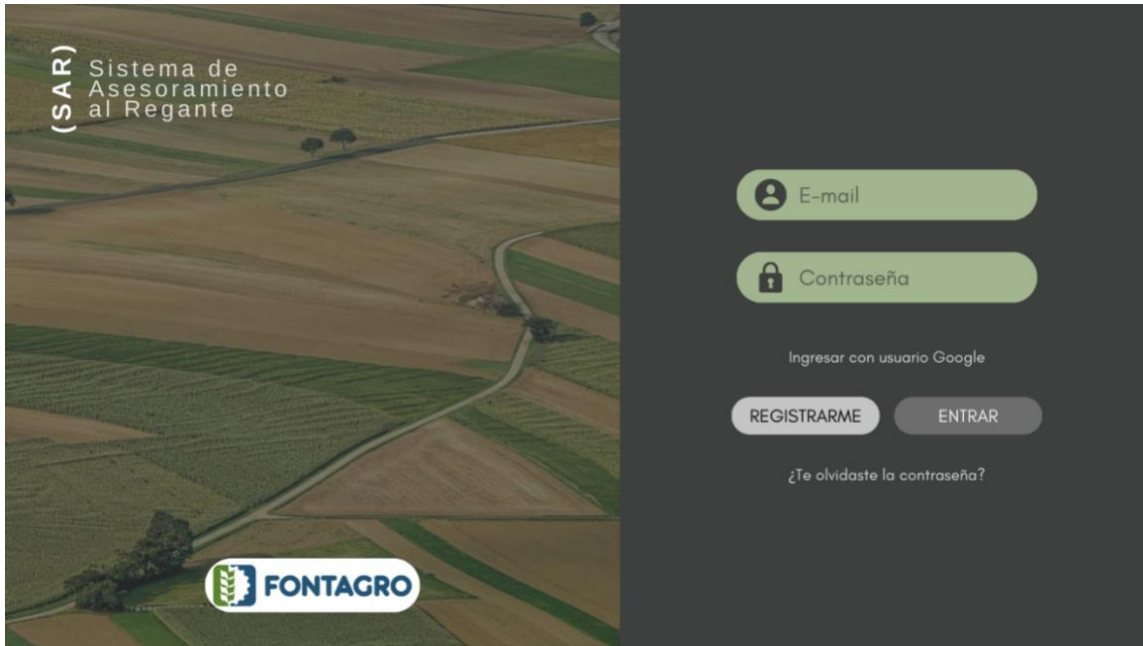 (SAR)
Sistema de
Asesoramiento
al Regante
E-mail
Contraseña
Ingresar con usuario Google
REGISTRARME
ENTRAR
¿Te olvidaste la contraseña?
FONTAGRO